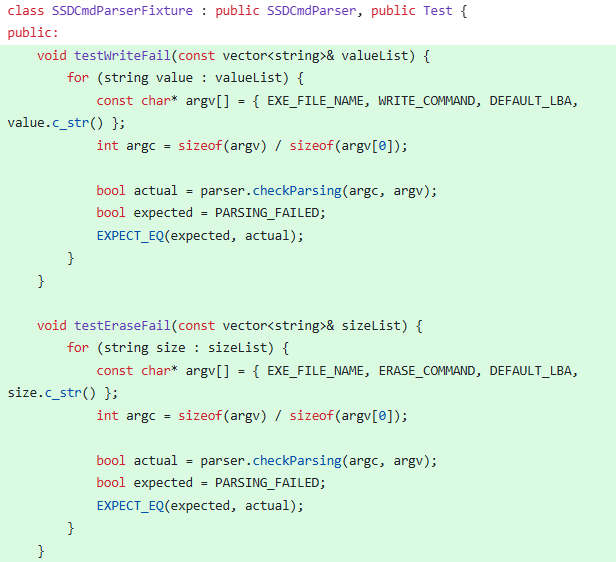 class SSDCmdParserFixture : public SSDCmdParser, public Test {
public:
    void testWriteFail(const vector<string>& valueList) {
        for (string value : valueList) {
            const char* argv[] = { EXE_FILE_NAME, WRITE_COMMAND, DEFAULT_LBA,
value.c_str() };
            int argc = sizeof(argv) / sizeof(argv[0]);

            bool actual = parser.checkParsing(argc, argv);
            bool expected = PARSING_FAILED;
            EXPECT_EQ(expected, actual);
        }
    }

    void testEraseFail(const vector<string>& sizeList) {
        for (string size : sizeList) {
            const char* argv[] = { EXE_FILE_NAME, ERASE_COMMAND, DEFAULT_LBA,
size.c_str() };
            int argc = sizeof(argv) / sizeof(argv[0]);

            bool actual = parser.checkParsing(argc, argv);
            bool expected = PARSING_FAILED;
            EXPECT_EQ(expected, actual);
        }
    }